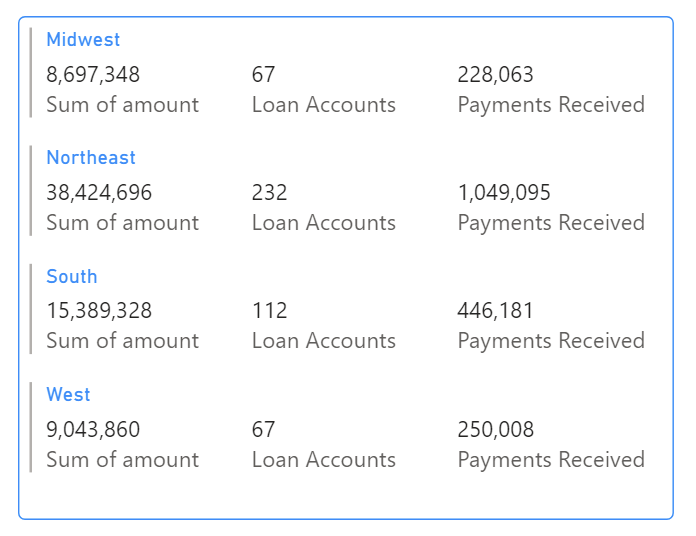 Midwest
8,697,348 67 228,063
Sum of amount Loan Accounts Payments Received
Northeast
38,424,696 232 1,049,095
Sum of amount Loan Accounts Payments Received
South
15,389,328 112 446,181
Sum of amount Loan Accounts Payments Received
West
9,043,860 67 250,008
Sum of amount Loan Accounts Payments Received